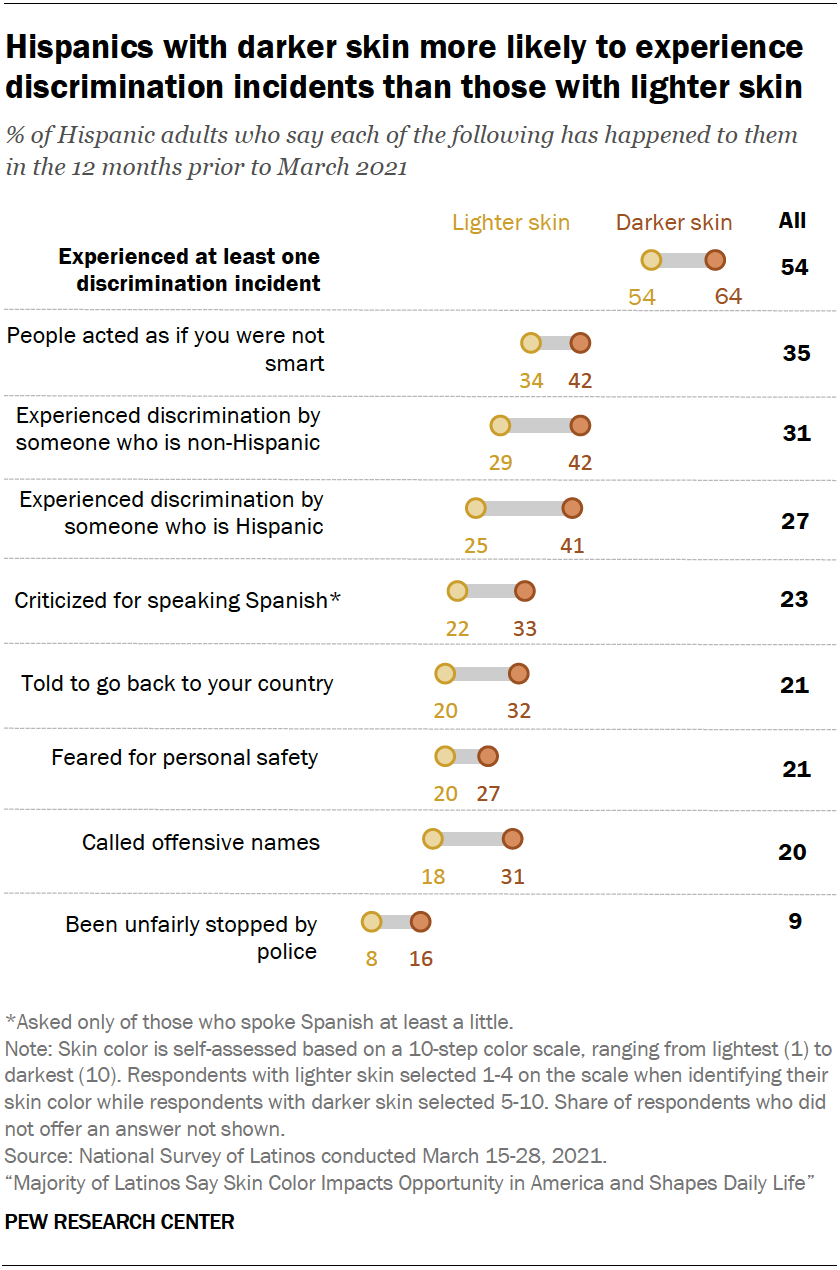 Hispanics with darker skin more likely to experience
discrimination incidents than those with lighter skin
% of Hispanic adults who say each of the following has happened to them
in the 12 months prior to March 2021
Lighter skin Darker skin All
Experienced at least one
discrimination incident
54 64 54
People acted as if you were not
smart
34 42 35
Experienced discrimination by
someone who is non-Hispanic
29 42 31
Experienced discrimination by
someone who is Hispanic
25 41 27
Criticized for speaking Spanish*
22 33 23
Told to go back to your country
20 32 21
Feared for personal safety
20 27 21
Called offensive names
18 31 20
Been unfairly stopped by
police
8 16 9
*Asked only of those who spoke Spanish at least a little.
Note: Skin color is self-assessed based on a 10-step color scale, ranging from lightest (1) to
darkest (10). Respondents with lighter skin selected 1-4 on the scale when identifying their
skin color while respondents with darker skin selected 5-10. Share of respondents who did
not offer an answer not shown.
Source: National Survey of Latinos conducted March 15-28, 2021.
“Majority of Latinos Say Skin Color Impacts Opportunity in America and Shapes Daily Life”
PEW RESEARCH CENTER